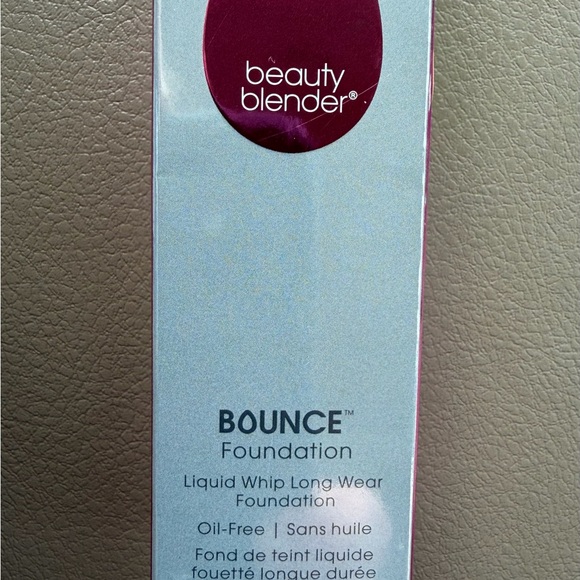 beauty
blender®
BOUNCE™
Foundation
Liquid Whip Long Wear
Foundation
Oil-Free | Sans huile
Fond de teint liquide
fouetté longue durée